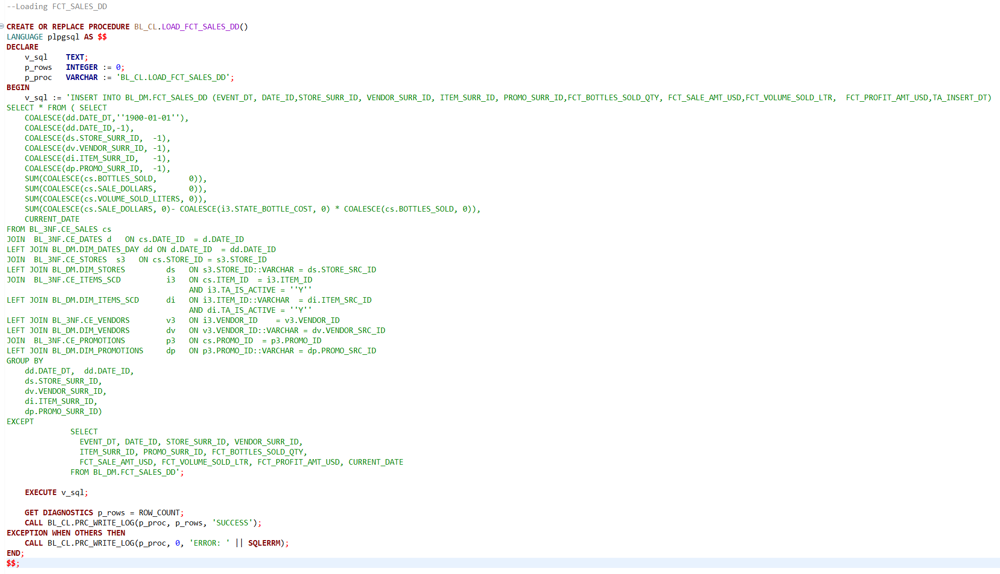 --Loading FCT_SALES_DD
CREATE OR REPLACE PROCEDURE BL_CL.LOAD_FCT_SALES_DD()
LANGUAGE plpgsql AS $$
DECLARE
    v_sql    TEXT;
    p_rows   INTEGER := 0;
    p_proc   VARCHAR := 'BL_CL.LOAD_FCT_SALES_DD';
BEGIN
    v_sql := 'INSERT INTO BL_DM.FCT_SALES_DD (EVENT_DT, DATE_ID,STORE_SURR_ID, VENDOR_SURR_ID, ITEM_SURR_ID, PROMO_SURR_ID,FCT_BOTTLES_SOLD_QTY, FCT_SALE_AMT_USD,FCT_VOLUME_SOLD_LTR,  FCT_PROFIT_AMT_USD,TA_INSERT_DT)
SELECT * FROM ( SELECT
    COALESCE(dd.DATE_DT,''1900-01-01''),
    COALESCE(dd.DATE_ID,-1),
    COALESCE(ds.STORE_SURR_ID,  -1),
    COALESCE(dv.VENDOR_SURR_ID, -1),
    COALESCE(di.ITEM_SURR_ID,   -1),
    COALESCE(dp.PROMO_SURR_ID,  -1),
    SUM(COALESCE(cs.BOTTLES_SOLD,       0)),
    SUM(COALESCE(cs.SALE_DOLLARS,       0)),
    SUM(COALESCE(cs.VOLUME_SOLD_LITERS, 0)),
    SUM(COALESCE(cs.SALE_DOLLARS, 0)- COALESCE(i3.STATE_BOTTLE_COST, 0) * COALESCE(cs.BOTTLES_SOLD, 0)),
    CURRENT_DATE
FROM BL_3NF.CE_SALES cs
JOIN  BL_3NF.CE_DATES d   ON cs.DATE_ID  = d.DATE_ID
LEFT JOIN BL_DM.DIM_DATES_DAY dd ON d.DATE_ID  = dd.DATE_ID
JOIN  BL_3NF.CE_STORES  s3   ON cs.STORE_ID = s3.STORE_ID
LEFT JOIN BL_DM.DIM_STORES         ds   ON s3.STORE_ID::VARCHAR = ds.STORE_SRC_ID
JOIN  BL_3NF.CE_ITEMS_SCD          i3   ON cs.ITEM_ID  = i3.ITEM_ID
                                        AND i3.TA_IS_ACTIVE = ''Y''
LEFT JOIN BL_DM.DIM_ITEMS_SCD      di   ON i3.ITEM_ID::VARCHAR  = di.ITEM_SRC_ID
                                        AND di.TA_IS_ACTIVE = ''Y''
LEFT JOIN BL_3NF.CE_VENDORS        v3   ON i3.VENDOR_ID    = v3.VENDOR_ID
LEFT JOIN BL_DM.DIM_VENDORS        dv   ON v3.VENDOR_ID::VARCHAR = dv.VENDOR_SRC_ID
JOIN  BL_3NF.CE_PROMOTIONS         p3   ON cs.PROMO_ID  = p3.PROMO_ID
LEFT JOIN BL_DM.DIM_PROMOTIONS     dp   ON p3.PROMO_ID::VARCHAR = dp.PROMO_SRC_ID
GROUP BY
    dd.DATE_DT,  dd.DATE_ID,
    ds.STORE_SURR_ID,
    dv.VENDOR_SURR_ID,
    di.ITEM_SURR_ID,
    dp.PROMO_SURR_ID)
EXCEPT
              SELECT
                EVENT_DT, DATE_ID, STORE_SURR_ID, VENDOR_SURR_ID,
                ITEM_SURR_ID, PROMO_SURR_ID, FCT_BOTTLES_SOLD_QTY,
                FCT_SALE_AMT_USD, FCT_VOLUME_SOLD_LTR, FCT_PROFIT_AMT_USD, CURRENT_DATE
              FROM BL_DM.FCT_SALES_DD';
    EXECUTE v_sql;
    GET DIAGNOSTICS p_rows = ROW_COUNT;
    CALL BL_CL.PRC_WRITE_LOG(p_proc, p_rows, 'SUCCESS');
EXCEPTION WHEN OTHERS THEN
    CALL BL_CL.PRC_WRITE_LOG(p_proc, 0, 'ERROR: ' || SQLERRM);
END;
$$;